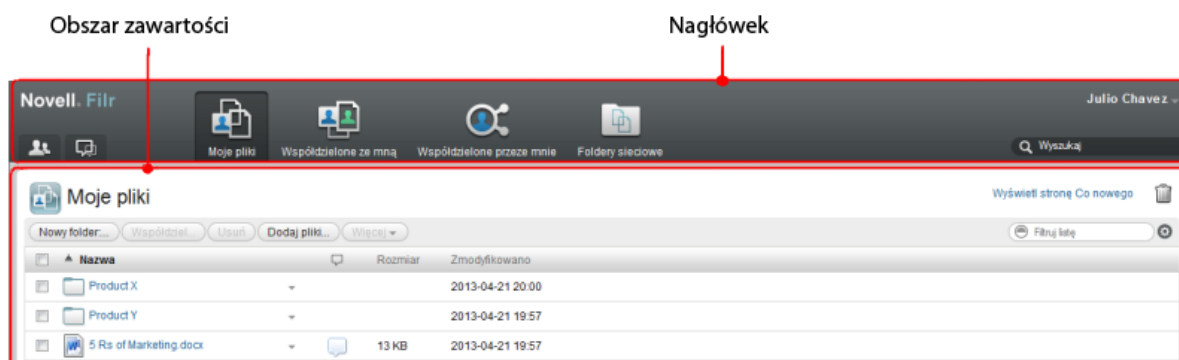 Obszar zawartości Nagłówek
Novell. Filr Julio Chavez
Moje pliki Współdzielone ze mną Współdzielone przeze mnie Foldery sieciowe Wyszukaj
Moje pliki Wyświetl stronę Co nowego
Nowy folder... Współdziel... Usuń Dodaj pliki... Więcej Filtruj listę
Nazwa Rozmiar Zmodyfikowano
Product X 2013-04-21 20:00
Product Y 2013-04-21 19:57
5 Rs of Marketing.docx 13 KB 2013-04-21 19:57